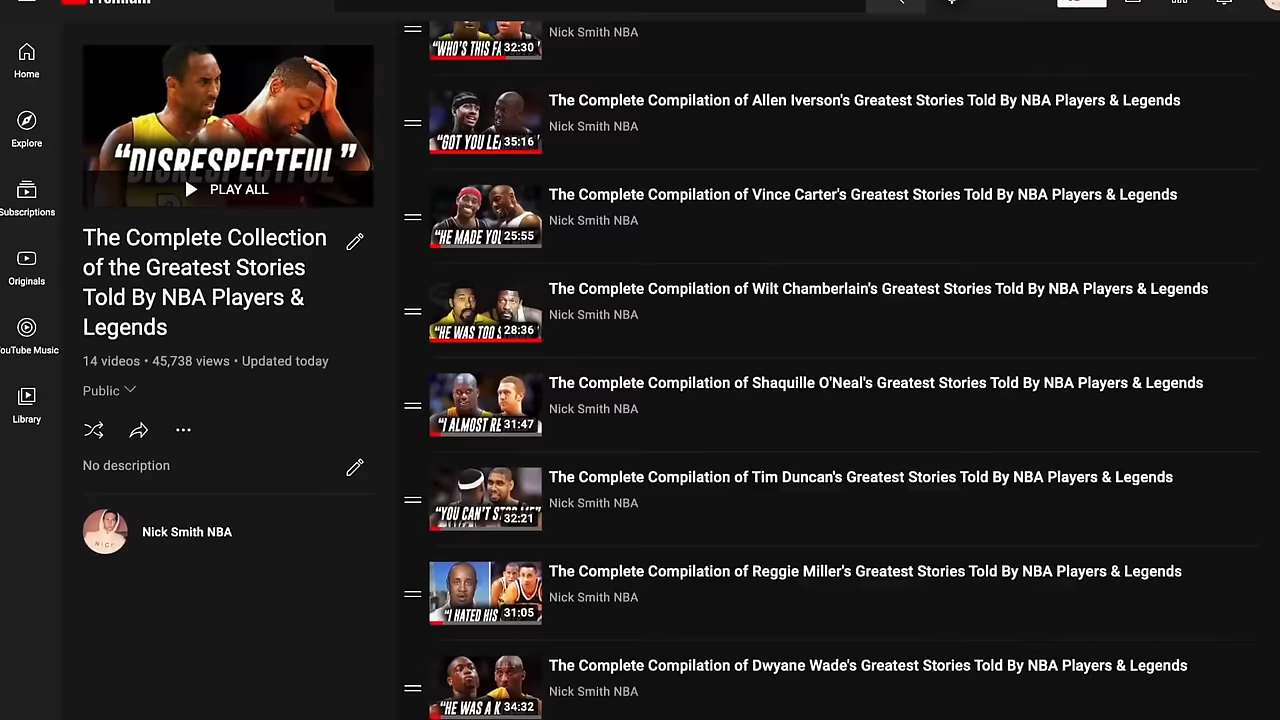 Premium
Home
Explore
Subscriptions
Originals
YouTube Music
Library
"DISRESPECTFUL"
PLAY ALL
The Complete Collection
of the Greatest Stories
Told By NBA Players &
Legends
14 videos • 45,738 views • Updated today
Public
No description
Nick Smith NBA
"WHO'S THIS FA
32:30
Nick Smith NBA
"GOT YOU LE
35:16
The Complete Compilation of Allen Iverson's Greatest Stories Told By NBA Players & Legends
Nick Smith NBA
"HE MADE YOU
25:55
The Complete Compilation of Vince Carter's Greatest Stories Told By NBA Players & Legends
Nick Smith NBA
"HE WAS TOO S
28:36
The Complete Compilation of Wilt Chamberlain's Greatest Stories Told By NBA Players & Legends
Nick Smith NBA
"I ALMOST RE
31:47
The Complete Compilation of Shaquille O'Neal's Greatest Stories Told By NBA Players & Legends
Nick Smith NBA
"YOU CAN'T STOP ME"
32:21
The Complete Compilation of Tim Duncan's Greatest Stories Told By NBA Players & Legends
Nick Smith NBA
"I HATED HIS
31:05
The Complete Compilation of Reggie Miller's Greatest Stories Told By NBA Players & Legends
Nick Smith NBA
"HE WAS A K
34:32
The Complete Compilation of Dwyane Wade's Greatest Stories Told By NBA Players & Legends
Nick Smith NBA